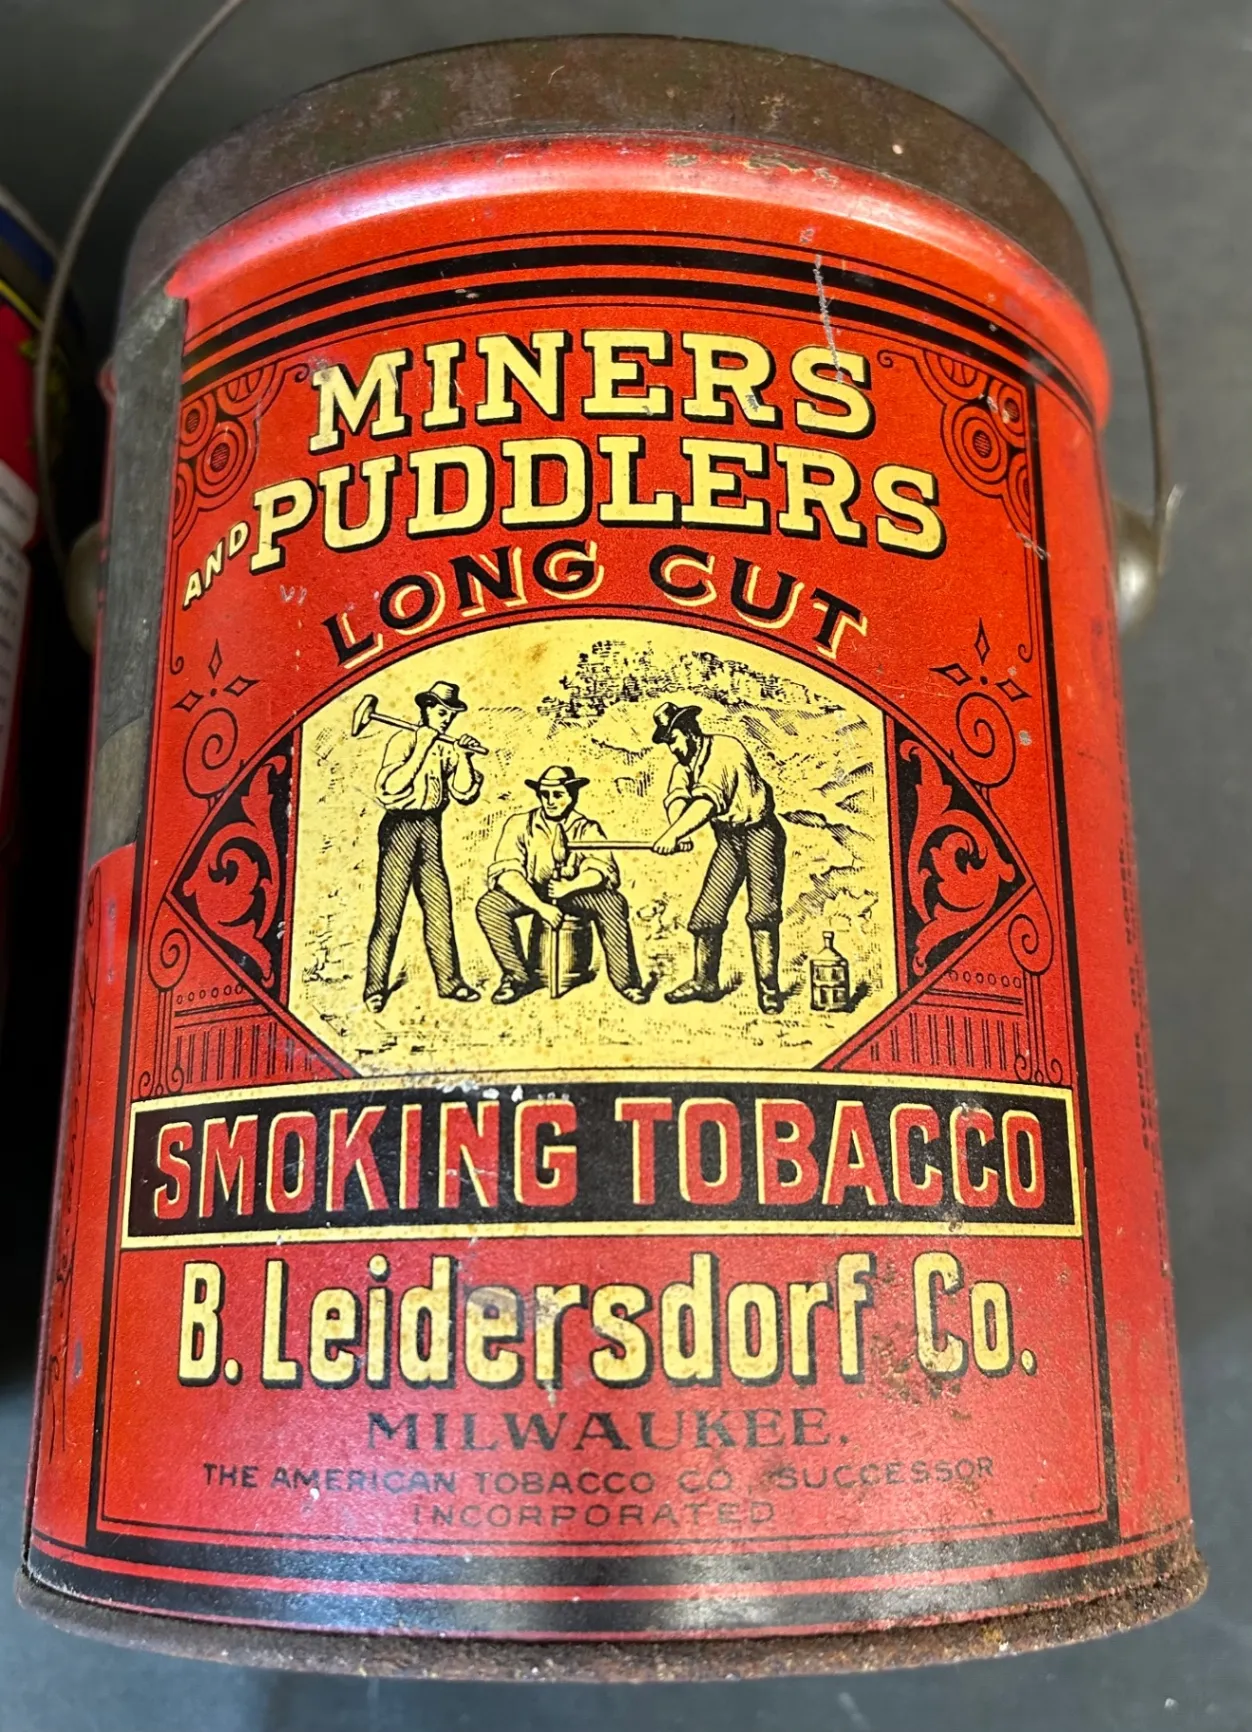 MINERS
AND PUDDLERS
LONG CUT
SMOKING TOBACCO
B. Leidersdorf Co.
MILWAUKEE,
THE AMERICAN TOBACCO CO SUCCESSOR
INCORPORATED